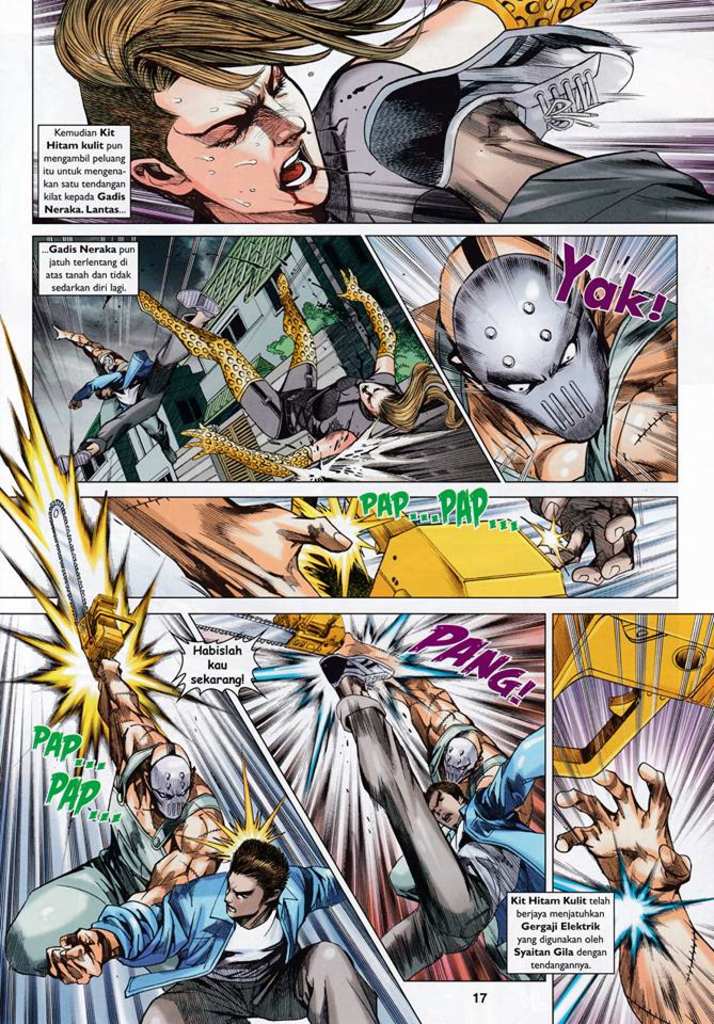 Kemudian Kit
Hitam kulit pun
mengambil peluang
itu dengan mengena-
kan satu tendangan
kilat kepada Gadis
Neraka. Lantas...
...Gadis Neraka pun
jatuh terlentang di
atas tanah dan tidak
sedarkan diri lagi.
Yak!
PAP...PAP...
Habislah
kau
sekarang!
PAP...
PAP...
PANG!
Kit Hitam Kulit telah
berjaya menjatuhkan
Gergaji Elektrik
yang digunakan oleh
Syaitan Gila dengan
tendangannya.
17